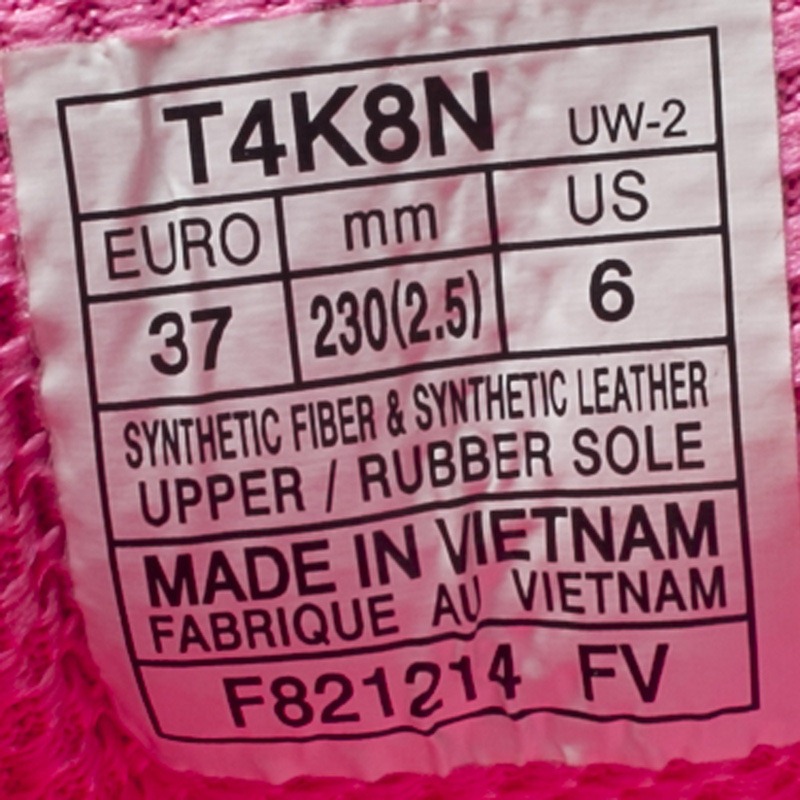 T4K8N UW-2
EURO mm US
37 230(2.5) 6
SYNTHETIC FIBER & SYNTHETIC LEATHER
UPPER / RUBBER SOLE
MADE IN VIETNAM
FABRIQUE AU VIETNAM
F821214 FV